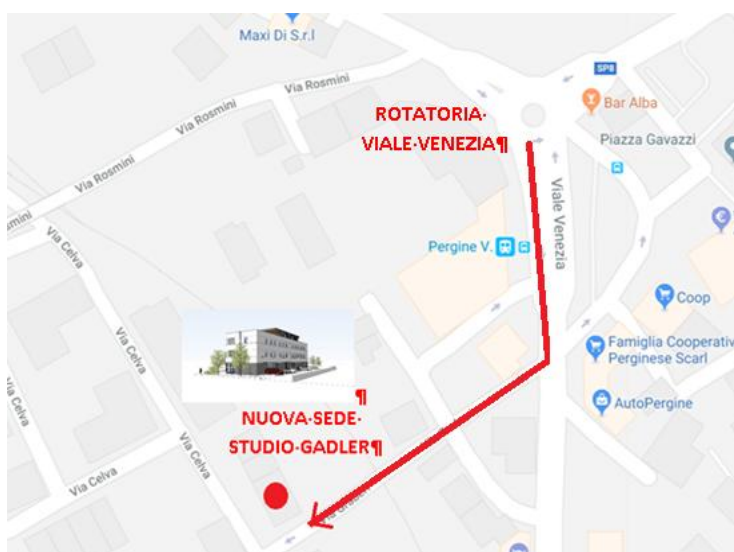 Maxi Di S.r.l
SP8
Via Rosmini
Via Rosmini
Via Rosmini
ROTATORIA·
VIALE·VENEZIA¶
Bar Alba
Piazza Gavazzi
Viale Venezia
Via Celva
Pergine V.
Coop
Via Celva
Famiglia Cooperativ
Perginese Scarl
AutoPergine
¶
NUOVA·SEDE·
STUDIO·GADLER¶
Via Celva
Via Celva
Via Celva